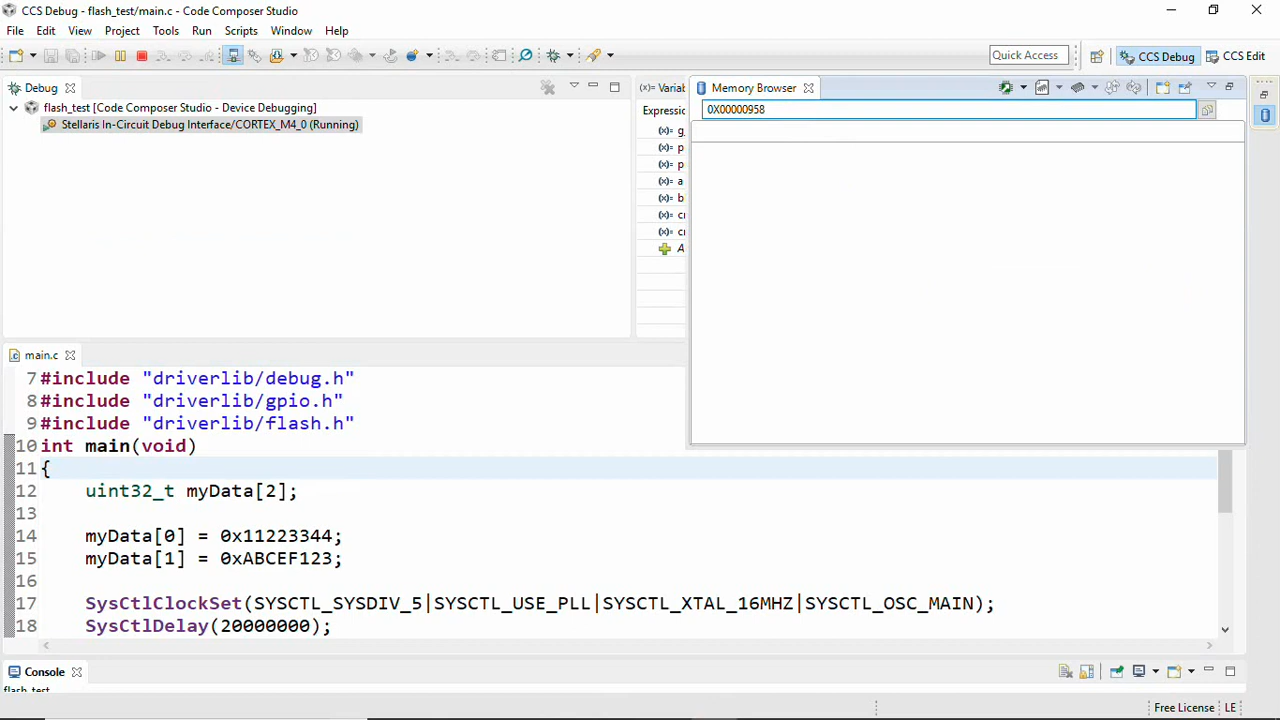 CCS Debug - flash_test/main.c - Code Composer Studio
File Edit View Project Tools Run Scripts Window Help
Quick Access
CCS Debug
CCS Edit
Debug
flash_test [Code Composer Studio - Device Debugging]
Stellaris In-Circuit Debug Interface/CORTEX_M4_0 (Running)
(x)= Variab
Expression
(x)= g
(x)= p
(x)= p
(x)= a
(x)= b
(x)=
(x)=
A
Memory Browser
0X00000958
main.c
7 #include "driverlib/debug.h"
8 #include "driverlib/gpio.h"
9 #include "driverlib/flash.h"
10 int main(void)
11 {
12 uint32_t myData[2];
13
14 myData[0] = 0x11223344;
15 myData[1] = 0xABCEF123;
16
17 SysCtlClockSet(SYSCTL_SYSDIV_5|SYSCTL_USE_PLL|SYSCTL_XTAL_16MHZ|SYSCTL_OSC_MAIN);
18 SysCtlDelay(20000000);
Console
flash_test
Free License LE